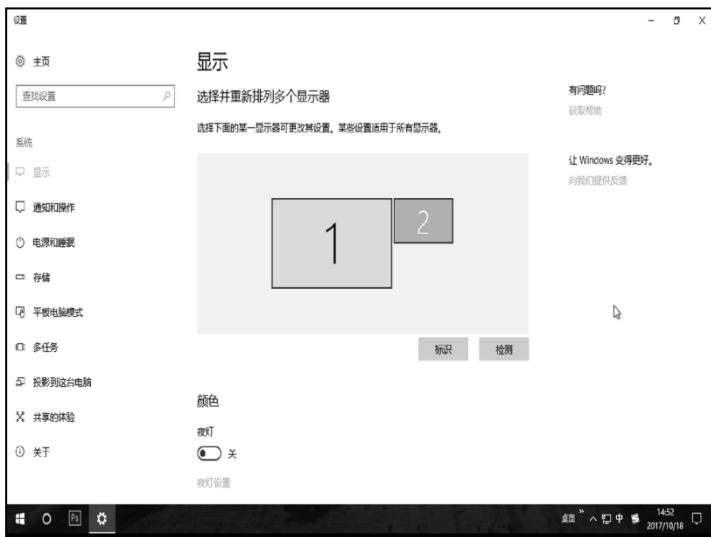 设置
主页
查找设置
系统
显示
通知和操作
电源和睡眠
存储
平板电脑模式
多任务
投影到这台电脑
共享的体验
关于
显示
选择并重新排列多个显示器
选择下面的某一显示器可更改其设置。某些设置适用于所有显示器。
1
2
标识
检测
颜色
夜灯
关
夜灯设置
有问题吗?
获取帮助
让 Windows 变得更好。
向我们提供反馈
Ps
桌面
中
14:52
2017/10/18